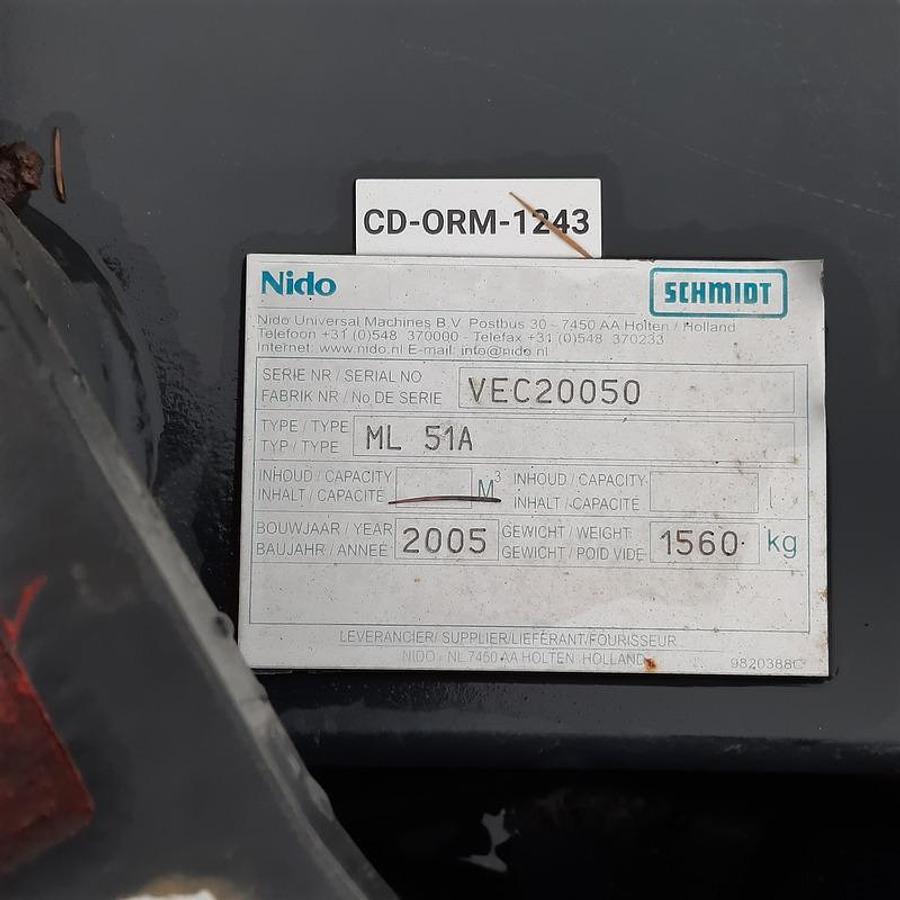 CD-ORM-1243
Nido SCHMIDT
Nido Universal Machines B.V. Postbus 30 - 7450 AA Holten / Holland
Telefoon +31 (0)548 370000 - Telefax +31 (0)548 370233
Internet: www.nido.nl E-mail: info@nido.nl
SERIE NR / SERIAL NO
FABRIK NR / No DE SERIE VEC20050
TYPE / TYPE
TYP / TYPE ML 51A
INHOUD / CAPACITY M³ INHOUD / CAPACITY l
INHALT / CAPACITE INHALT / CAPACITE
BOUWJAAR / YEAR 2005 GEWICHT / WEIGHT 1560 kg
BAUJAHR / ANNEE GEWICHT / POID VIDE
LEVERANCIER/ SUPPLIER/LIEFERANT/FOURISSEUR
NIDO - NL 7450 AA HOLTEN HOLLAND
9820388C